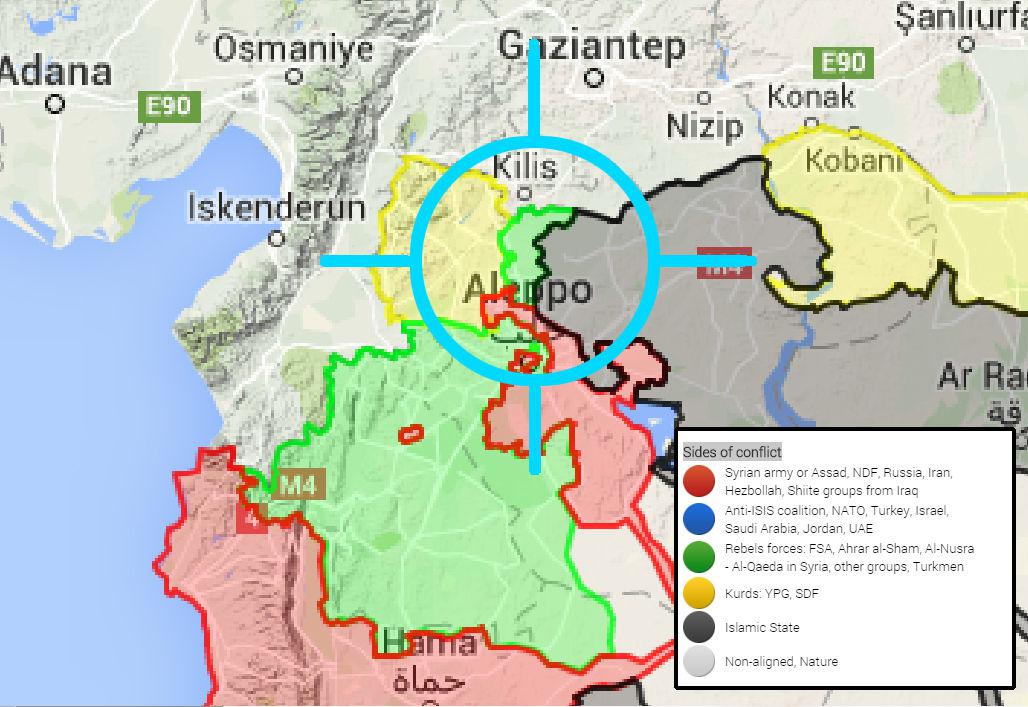 Şanlıurfa
Osmaniye
Gaziantep
Adana
E90
E90
Konak
Nizip
Kilis
Kobani
İskenderun
M4
Aleppo
Ar Ra
M4
4
Hama
حماة
Sides of conflict
Syrian army or Assad, NDF, Russia, Iran,
Hezbollah, Shiite groups from Iraq
Anti-ISIS coalition, NATO, Turkey, Israel,
Saudi Arabia, Jordan, UAE
Rebels forces: FSA, Ahrar al-Sham, Al-Nusra
- Al-Qaeda in Syria, other groups, Turkmen
Kurds: YPG, SDF
Islamic State
Non-aligned, Nature